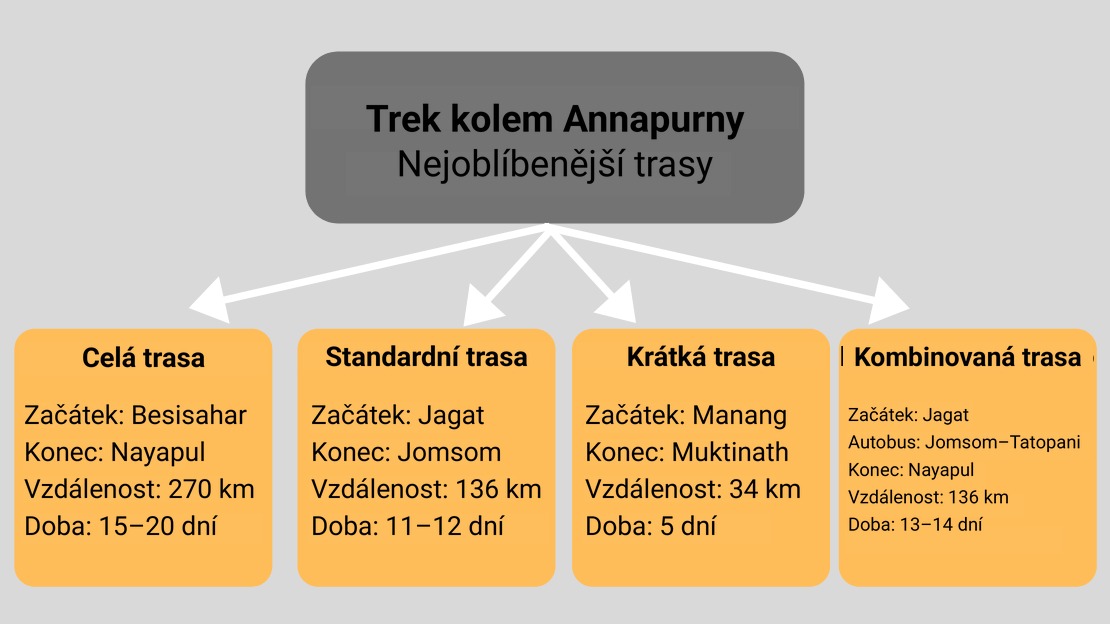 Trek kolem Annapurny
Nejoblíbenější trasy
Celá trasa
Začátek: Besisahar
Konec: Nayapul
Vzdálenost: 270 km
Doba: 15–20 dní
Standardní trasa
Začátek: Jagat
Konec: Jomsom
Vzdálenost: 136 km
Doba: 11–12 dní
Krátká trasa
Začátek: Manang
Konec: Muktinath
Vzdálenost: 34 km
Doba: 5 dní
Kombinovaná trasa
Začátek: Jagat
Autobus: Jomsom–Tatopani
Konec: Nayapul
Vzdálenost: 136 km
Doba: 13–14 dní